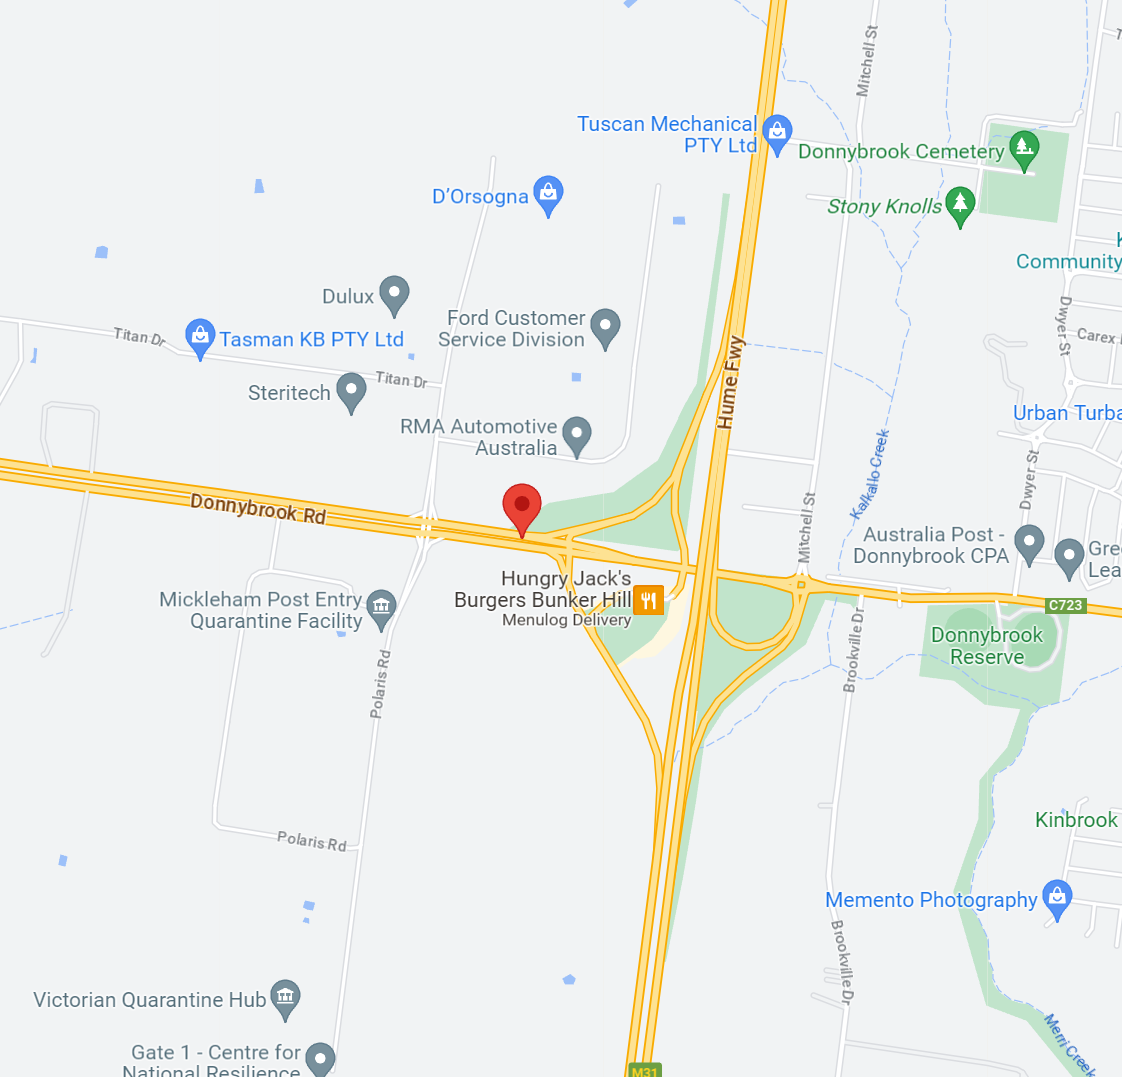 Mitchell St
Tuscan Mechanical
PTY Ltd
Donnybrook Cemetery
D'Orsogna
Stony Knolls
Community
Dulux
Ford Customer
Service Division
Titan Dr
Tasman KB PTY Ltd
Hume Fwy
Dwyer St
Carex
Titan Dr
Steritech
RMA Automotive
Australia
Urban Turba
Kalkallo Creek
Dwyer St
Donnybrook Rd
Mitchell St
Australia Post -
Donnybrook CPA
Gre
Lea
Hungry Jack's
Burgers Bunker Hill
Menulog Delivery
Mickleham Post Entry
Quarantine Facility
C723
Donnybrook
Reserve
Brookville Dr
Polaris Rd
Polaris Rd
Kinbrook
Memento Photography
Brookville Dr
Victorian Quarantine Hub
Merri Creek
Gate 1 - Centre for
National Resilience
M31